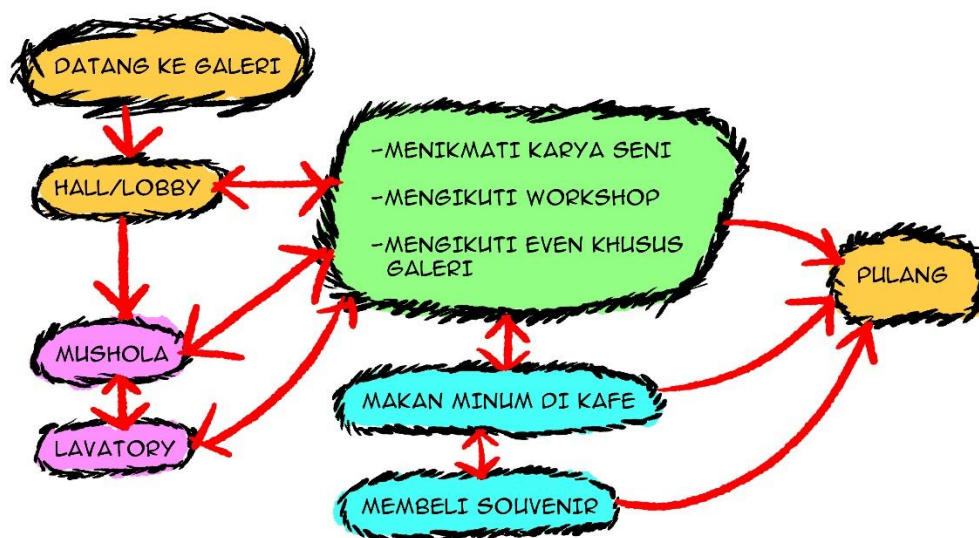 DATANG KE GALERI
HALL/LOBBY
-MENIKMATI KARYA SENI
-MENGIKUTI WORKSHOP
-MENGIKUTI EVEN KHUSUS
GALERI
PULANG
MUSHOLA
LAVATORY
MAKAN MINUM DI KAFE
MEMBELI SOUVENIR